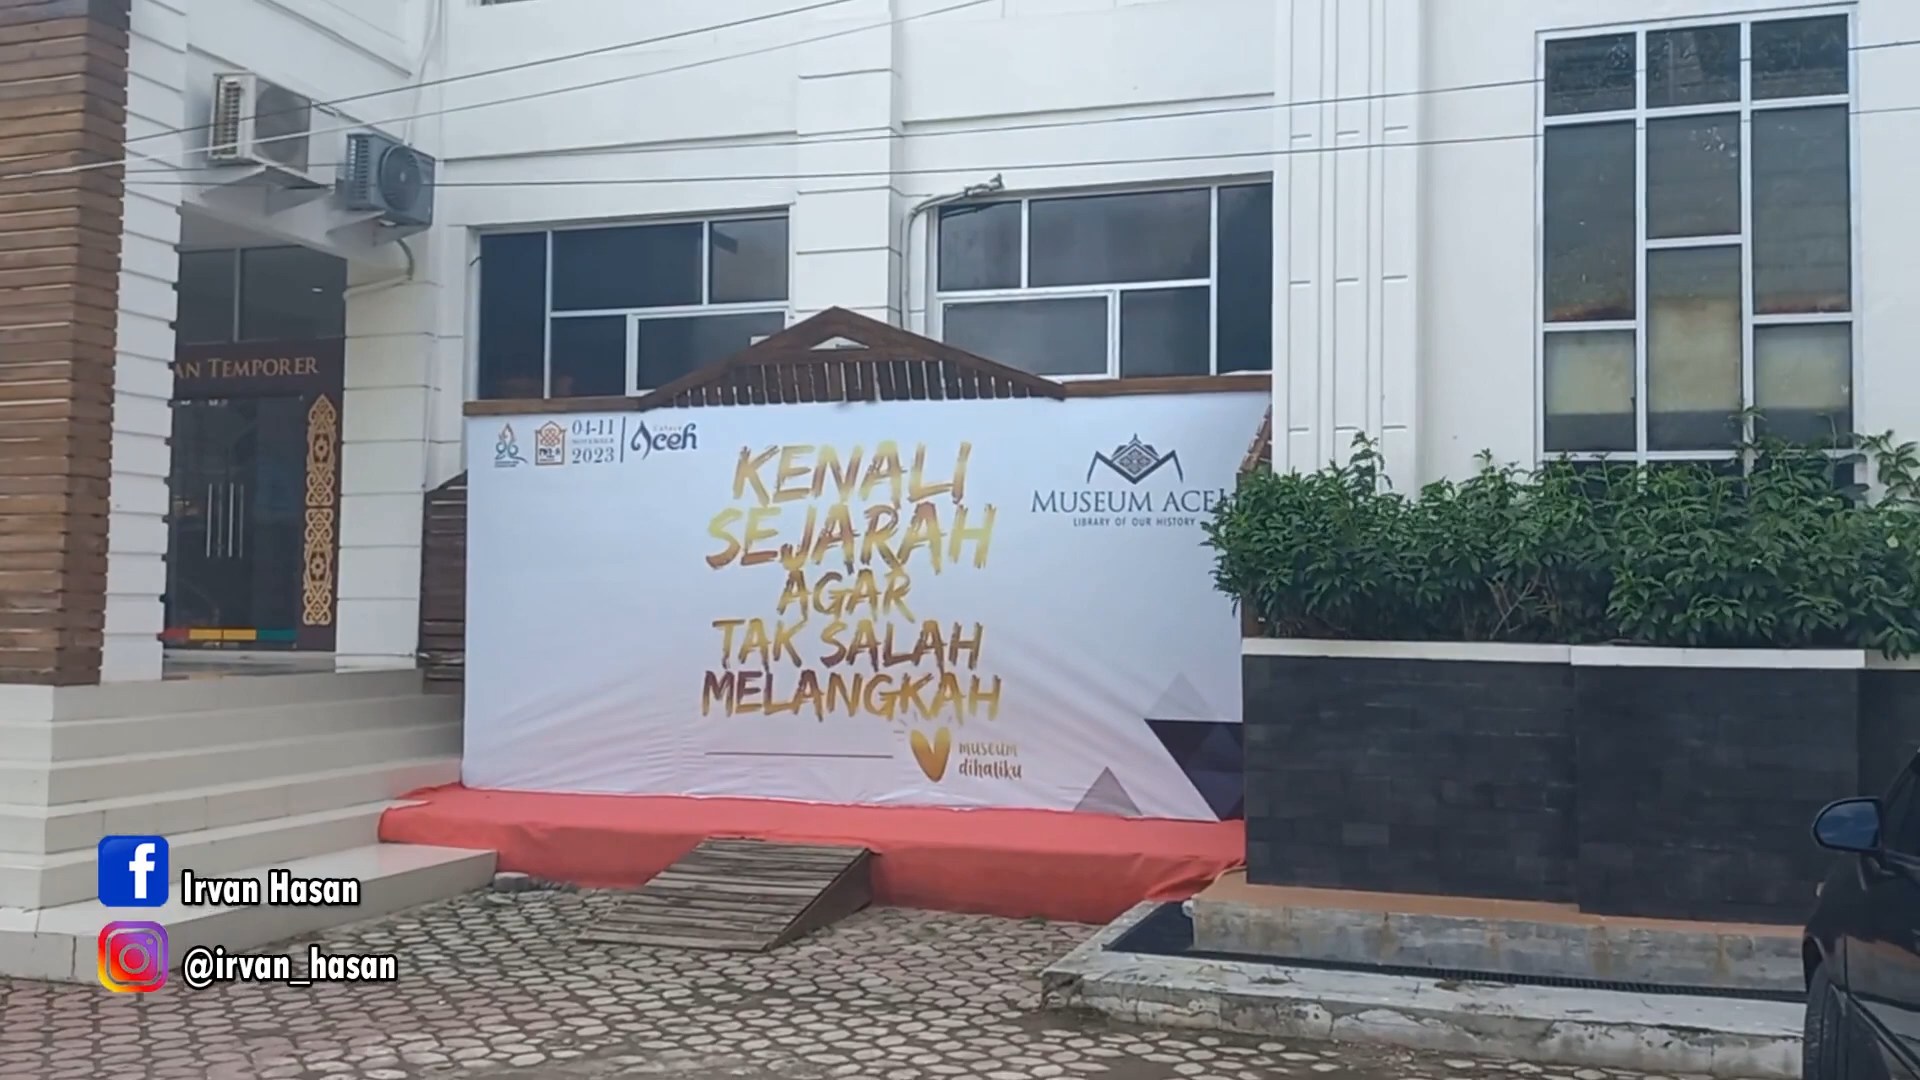 AN TEMPORER
04-11
NOVEMBER
2023
Aceh
MUSEUM ACEH
LIBRARY OF OUR HISTORY
KENALI
SEJARAH
AGAR
TAK SALAH
MELANGKAH
museum
dihatiku
Irvan Hasan
@irvan_hasan